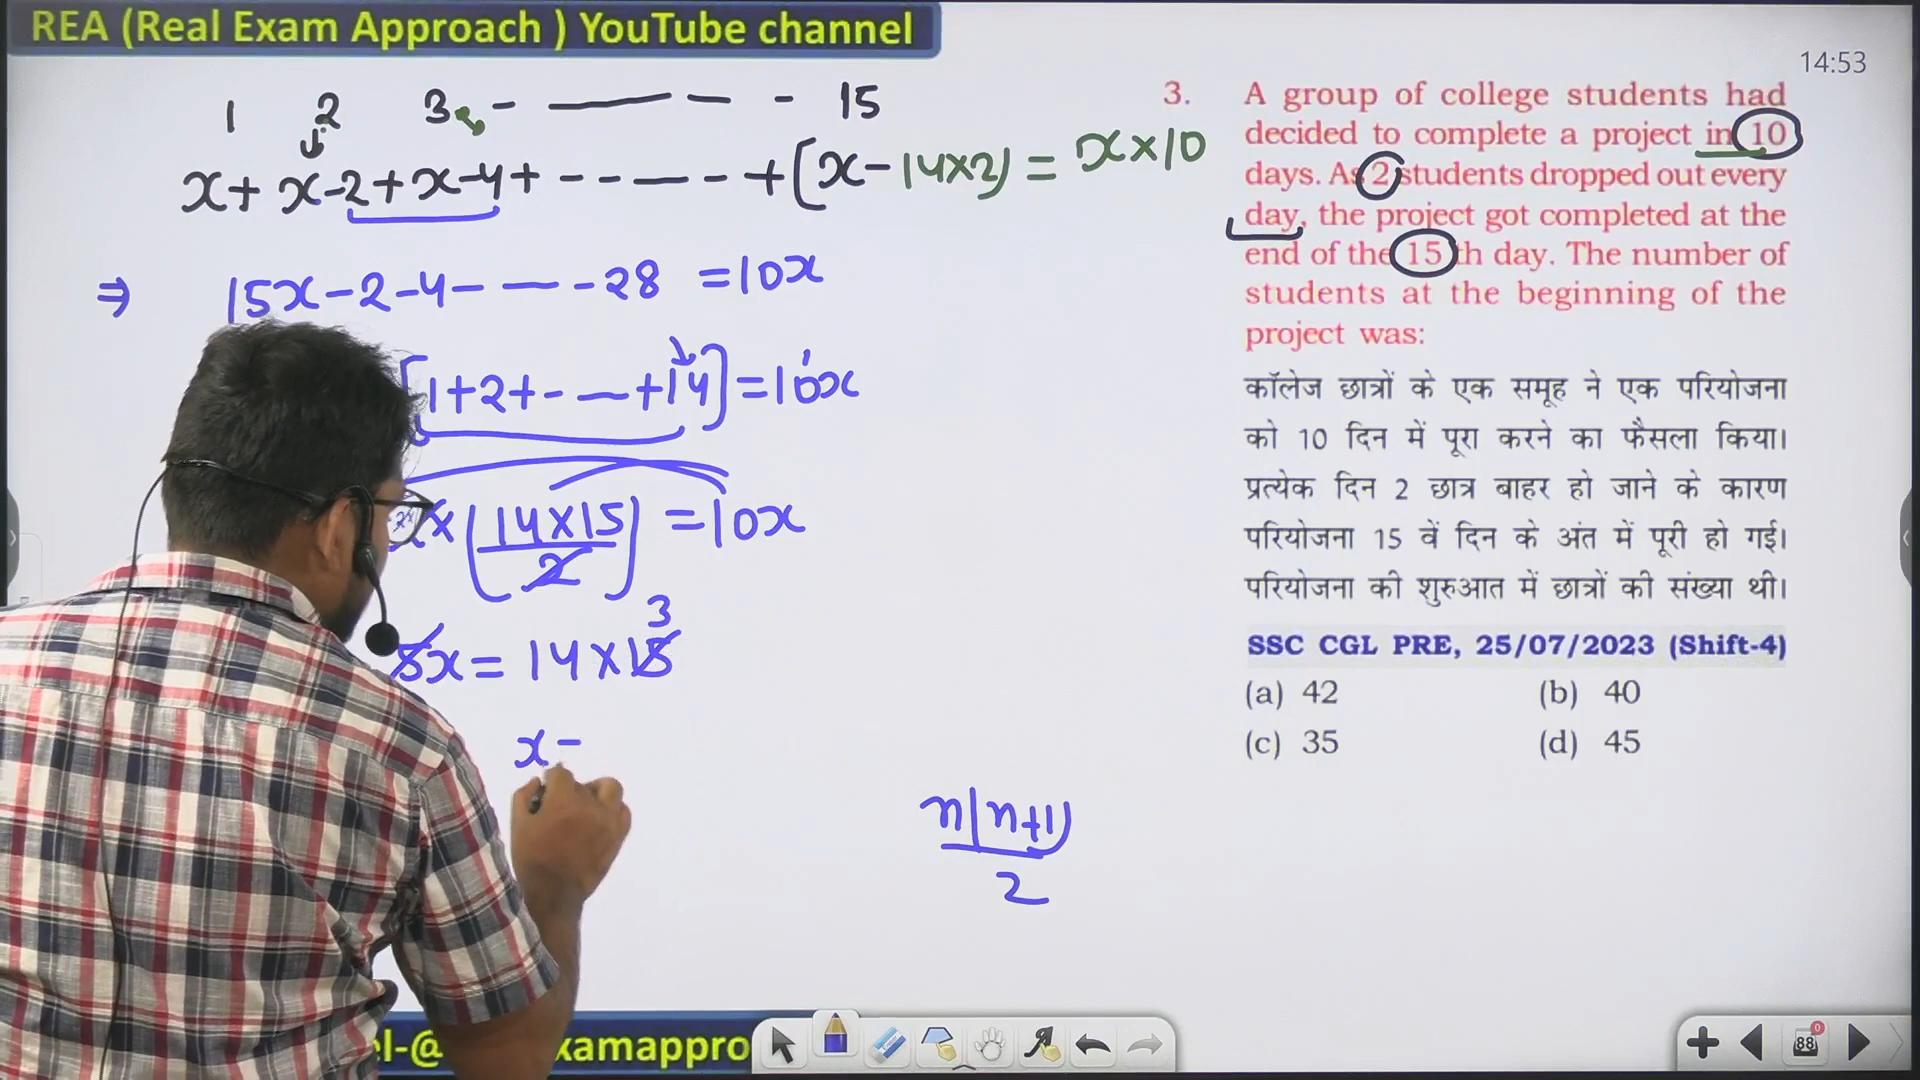 REA (Real Exam Approach ) YouTube channel
14:53
1 2 3 - — - - 15
x + x-2 + x-4 + - - — - - + [x - 14×2) = x×10
⇒ 15x-2-4- — - -28 = 10x
[1+2+- — +14] = 10x
x (14×15/2) = 10x
5x = 14×15 3
x =
n(n+1)
2
3. A group of college students had
decided to complete a project in 10
days. As 2 students dropped out every
day, the project got completed at the
end of the 15 th day. The number of
students at the beginning of the
project was:
कॉलेज छात्रों के एक समूह ने एक परियोजना
को 10 दिन में पूरा करने का फैसला किया।
प्रत्येक दिन 2 छात्र बाहर हो जाने के कारण
परियोजना 15 वें दिन के अंत में पूरी हो गई।
परियोजना की शुरुआत में छात्रों की संख्या थी।
SSC CGL PRE, 25/07/2023 (Shift-4)
(a) 42 (b) 40
(c) 35 (d) 45
88
0